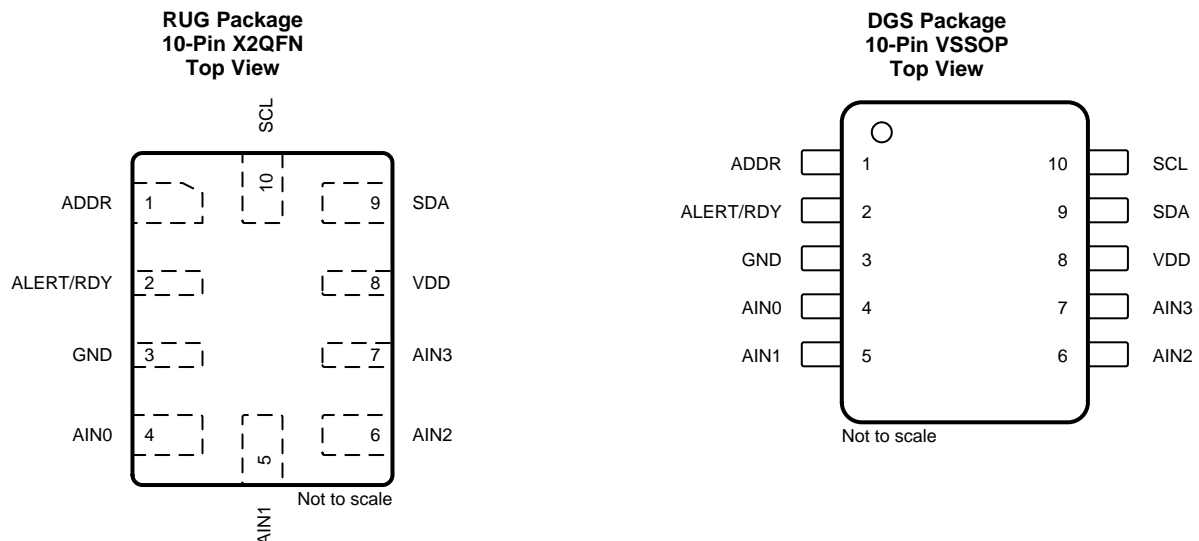 RUG Package
10-Pin X2QFN
Top View
SCL
10
ADDR 1 9 SDA
ALERT/RDY 2 8 VDD
GND 3 7 AIN3
AIN0 4 6 AIN2
5
Not to scale
AIN1
DGS Package
10-Pin VSSOP
Top View
ADDR 1 10 SCL
ALERT/RDY 2 9 SDA
GND 3 8 VDD
AIN0 4 7 AIN3
AIN1 5 6 AIN2
Not to scale